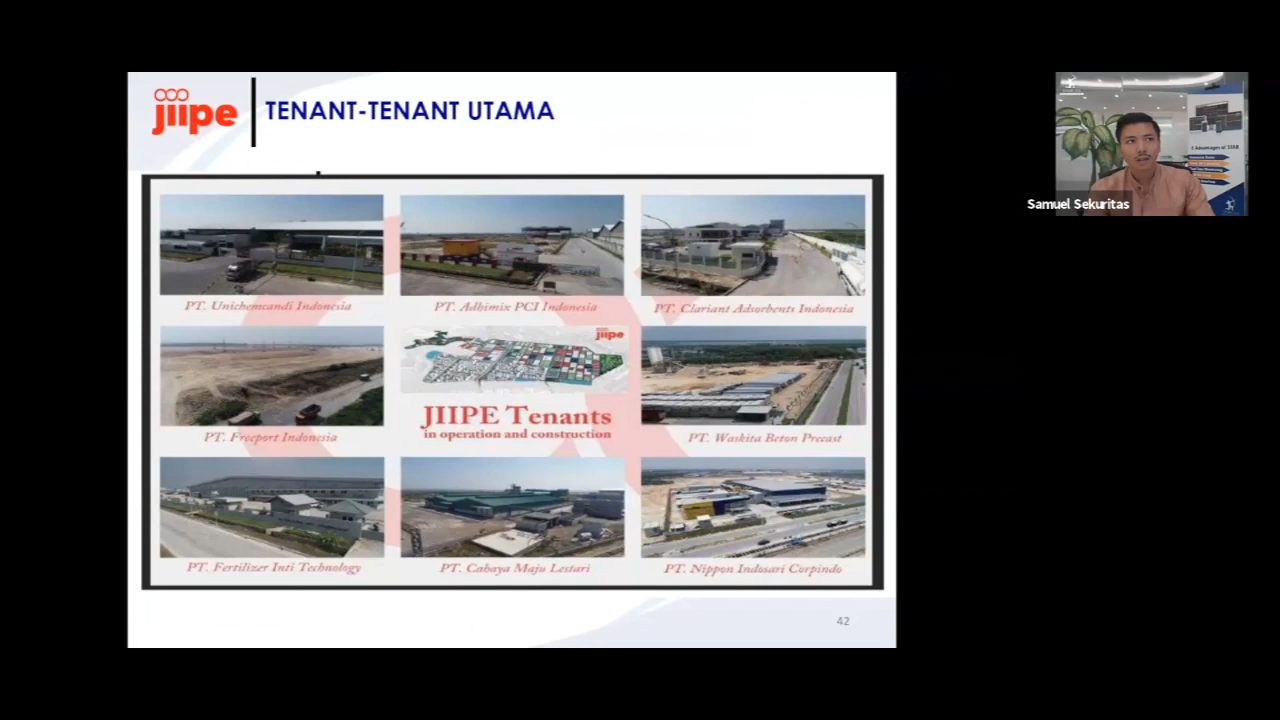 jiipe
TENANT-TENANT UTAMA
PT. Unichemcandi Indonesia
PT. Adhimix PCI Indonesia
PT. Clariant Adsorbents Indonesia
jiipe
JIIPE Tenants
in operation and construction
PT. Freeport Indonesia
PT. Waskita Beton Precast
PT. Fertilizer Inti Technology
PT. Cahaya Maju Lestari
PT. Nippon Indosari Corpindo
42
Samuel Sekuritas